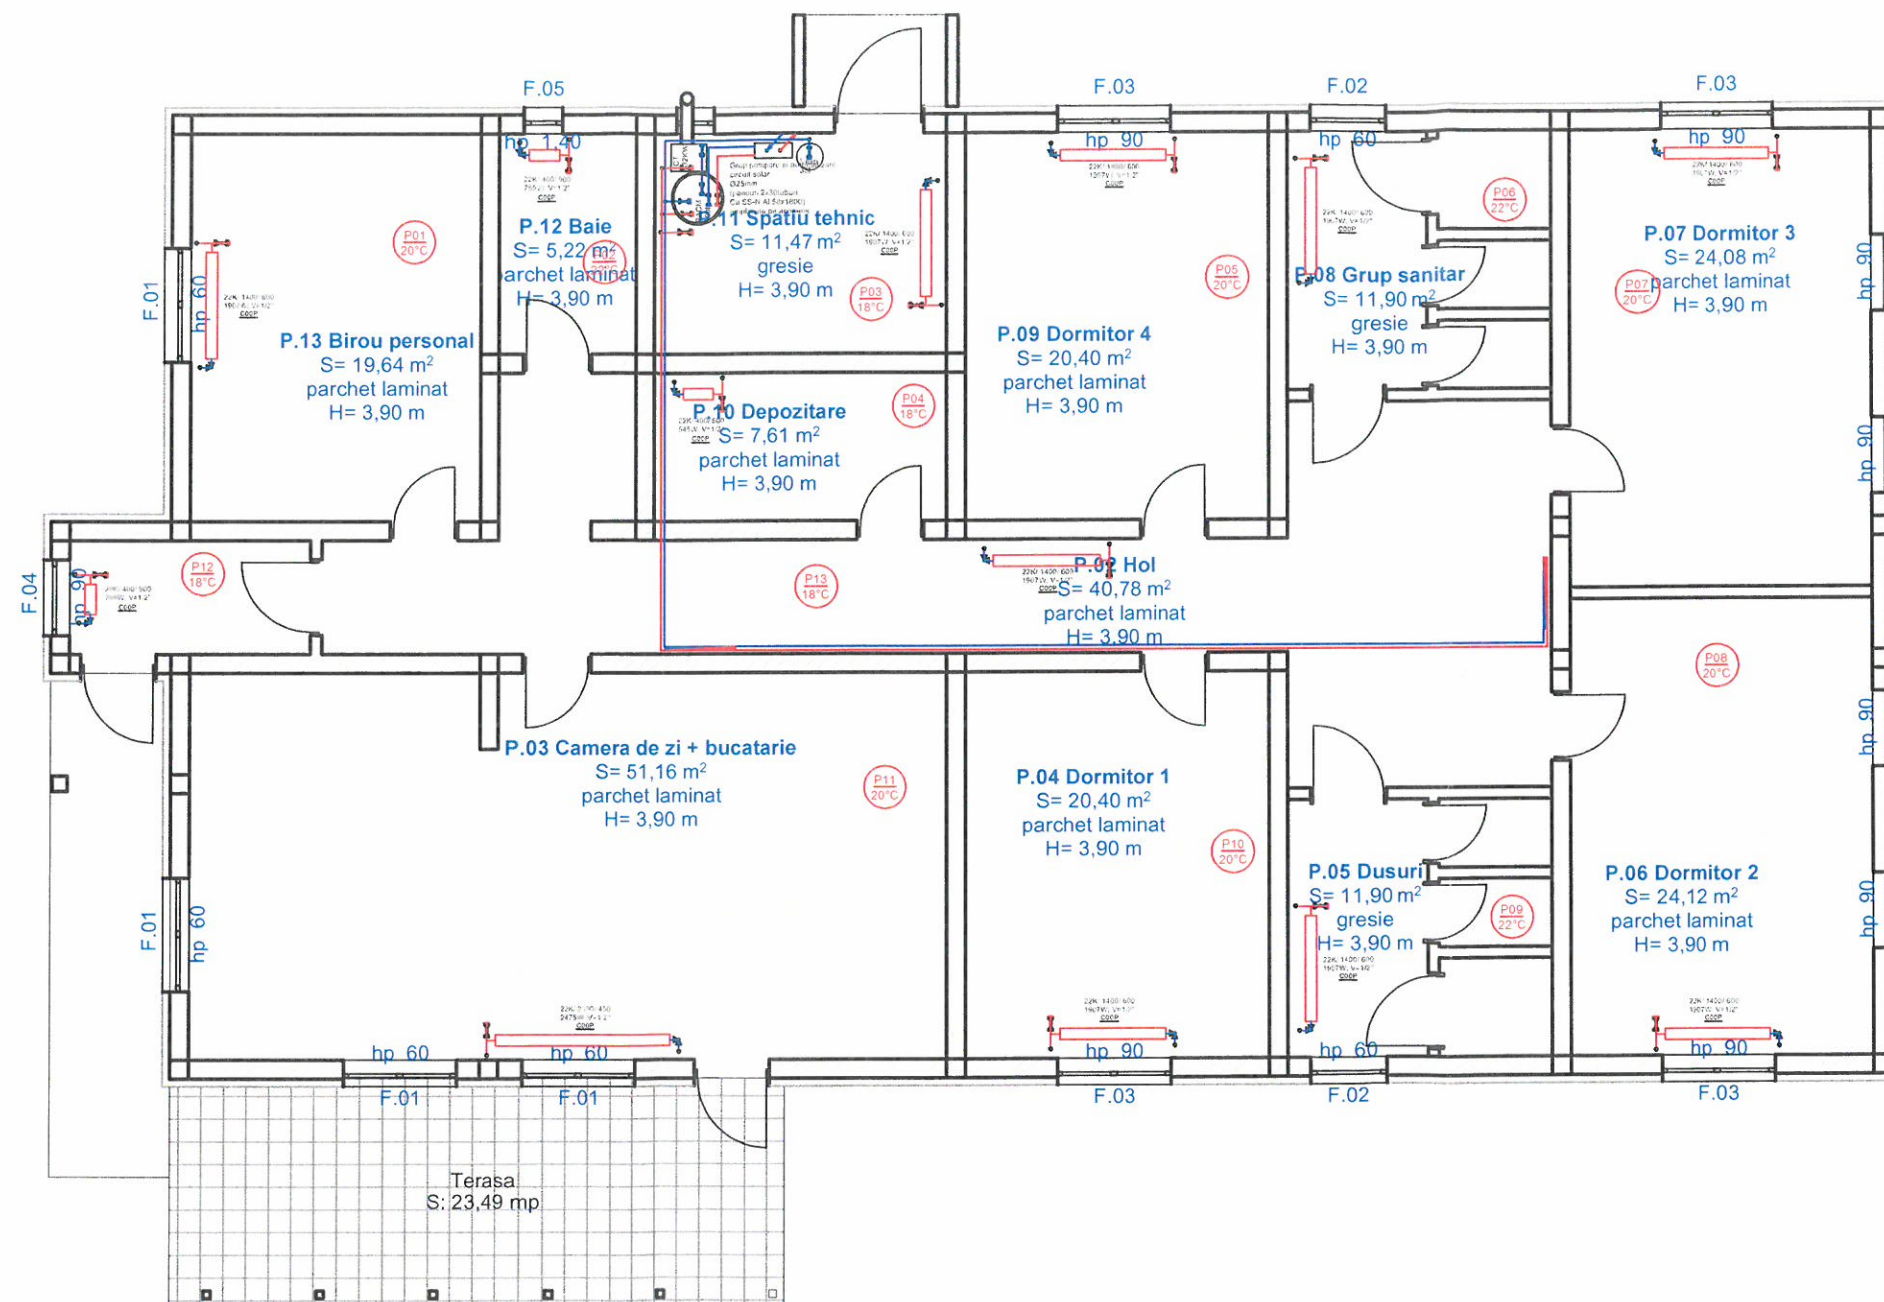 F.05
F.03
F.02
F.03
hp 1,40
hp 90
hp 60
hp 90
F.01
hp 60
P01
20°C
P.13 Birou personal
S= 19,64 m²
parchet laminat
H= 3,90 m
P.12 Baie
S= 5,22 m²
parchet laminat
H= 3,90 m
circuit solar
Ø25mm
P.11 Spatiu tehnic
S= 11,47 m²
gresie
H= 3,90 m
P03
18°C
P.10 Depozitare
S= 7,61 m²
parchet laminat
H= 3,90 m
P04
18°C
P05
20°C
P.09 Dormitor 4
S= 20,40 m²
parchet laminat
H= 3,90 m
P06
22°C
P.08 Grup sanitar
S= 11,90 m²
gresie
H= 3,90 m
P.07 Dormitor 3
S= 24,08 m²
parchet laminat
H= 3,90 m
P07
20°C
hp 90
hp 90
F.04
hp 90
P12
18°C
P13
18°C
P.02 Hol
S= 40,78 m²
parchet laminat
H= 3,90 m
P08
20°C
P.03 Camera de zi + bucatarie
S= 51,16 m²
parchet laminat
H= 3,90 m
P11
20°C
P.04 Dormitor 1
S= 20,40 m²
parchet laminat
H= 3,90 m
P10
20°C
P.05 Dusuri
S= 11,90 m²
gresie
H= 3,90 m
P09
22°C
P.06 Dormitor 2
S= 24,12 m²
parchet laminat
H= 3,90 m
hp 90
hp 90
F.01
hp 60
hp 60
hp 60
hp 90
hp 60
hp 90
F.01
F.01
F.03
F.02
F.03
Terasa
S: 23,49 mp